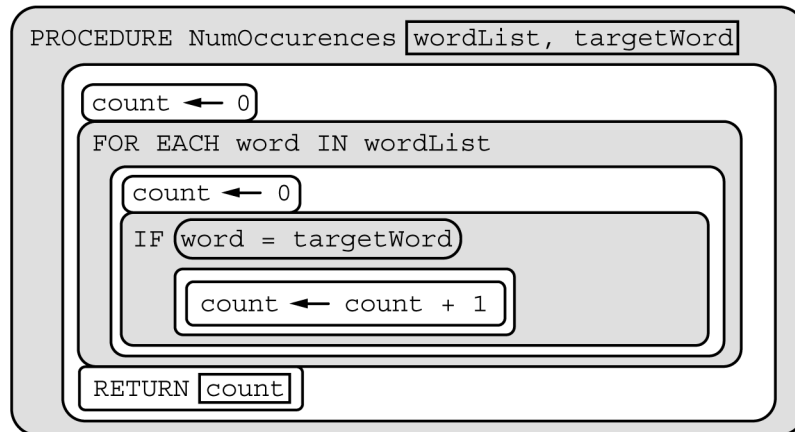 PROCEDURE NumOccurences wordList, targetWord
count ← 0
FOR EACH word IN wordList
count ← 0
IF word = targetWord
count ← count + 1
RETURN count